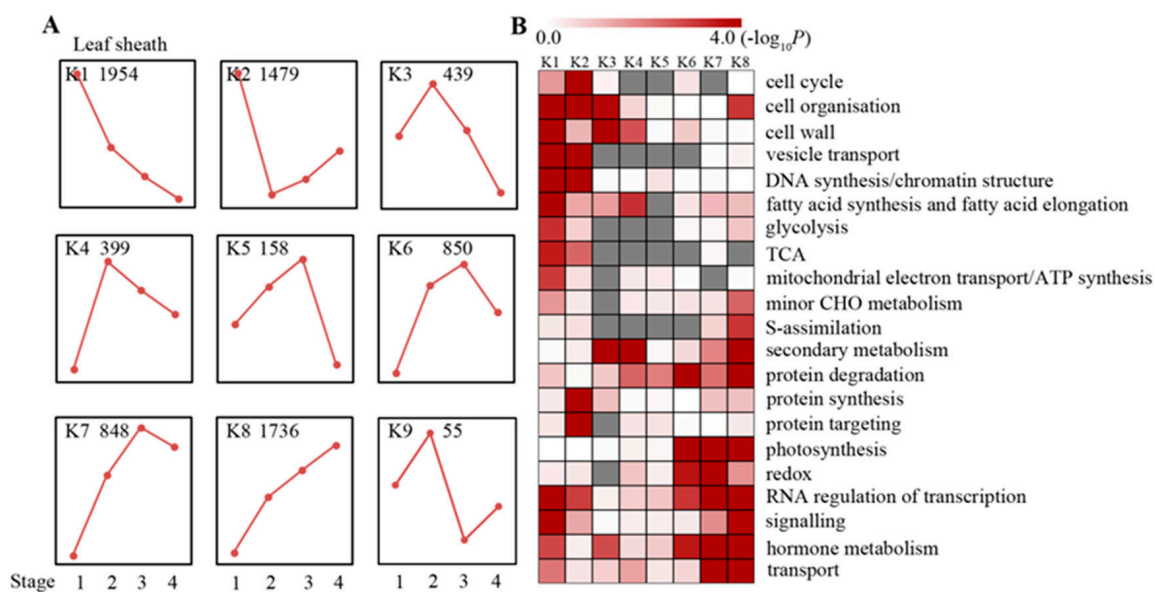 A
Leaf sheath
K1 1954
K2 1479
K3 439
K4 399
K5 158
K6 850
K7 848
K8 1736
K9 55
Stage 1 2 3 4 1 2 3 4 1 2 3 4
B
0.0 4.0 (-log10P)
K1 K2 K3 K4 K5 K6 K7 K8
cell cycle
cell organisation
cell wall
vesicle transport
DNA synthesis/chromatin structure
fatty acid synthesis and fatty acid elongation
glycolysis
TCA
mitochondrial electron transport/ATP synthesis
minor CHO metabolism
S-assimilation
secondary metabolism
protein degradation
protein synthesis
protein targeting
photosynthesis
redox
RNA regulation of transcription
signalling
hormone metabolism
transport